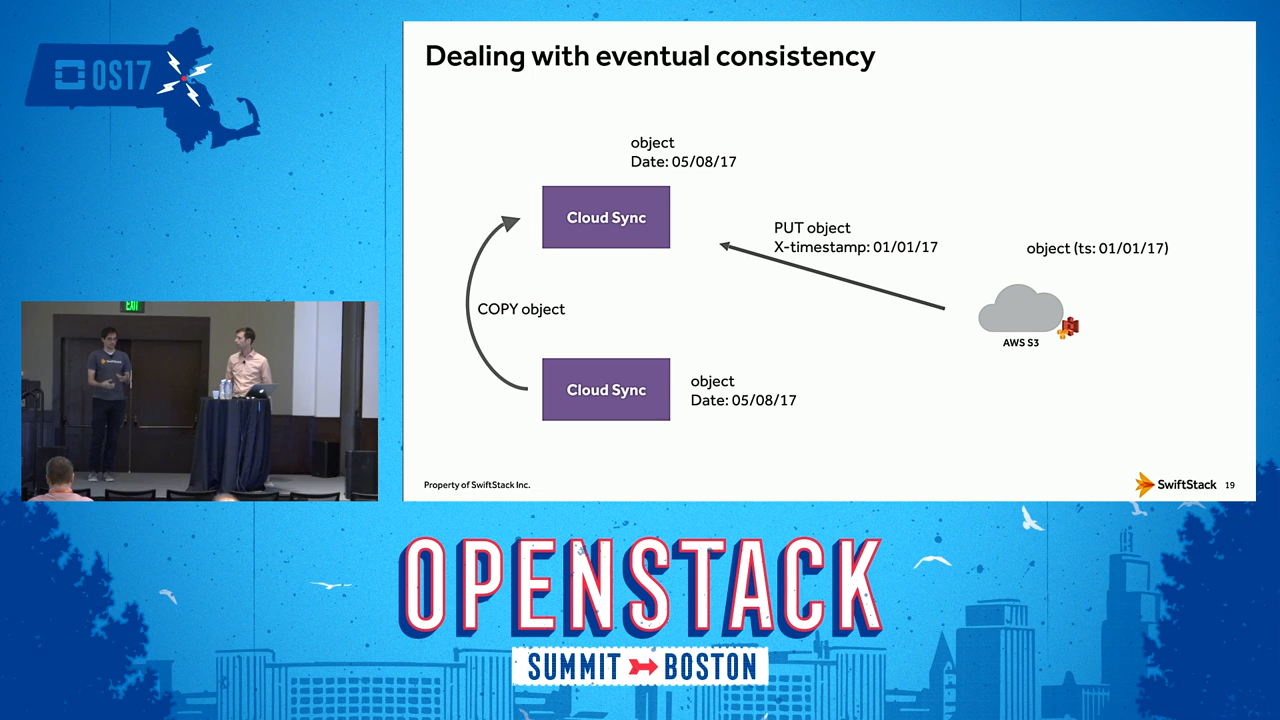 OS17
Dealing with eventual consistency
object
Date: 05/08/17
Cloud Sync
PUT object
X-timestamp: 01/01/17
object (ts: 01/01/17)
COPY object
AWS S3
Cloud Sync
object
Date: 05/08/17
EXIT
SwiftStack
Property of SwiftStack Inc.
SwiftStack 19
OPENSTACK
SUMMIT BOSTON